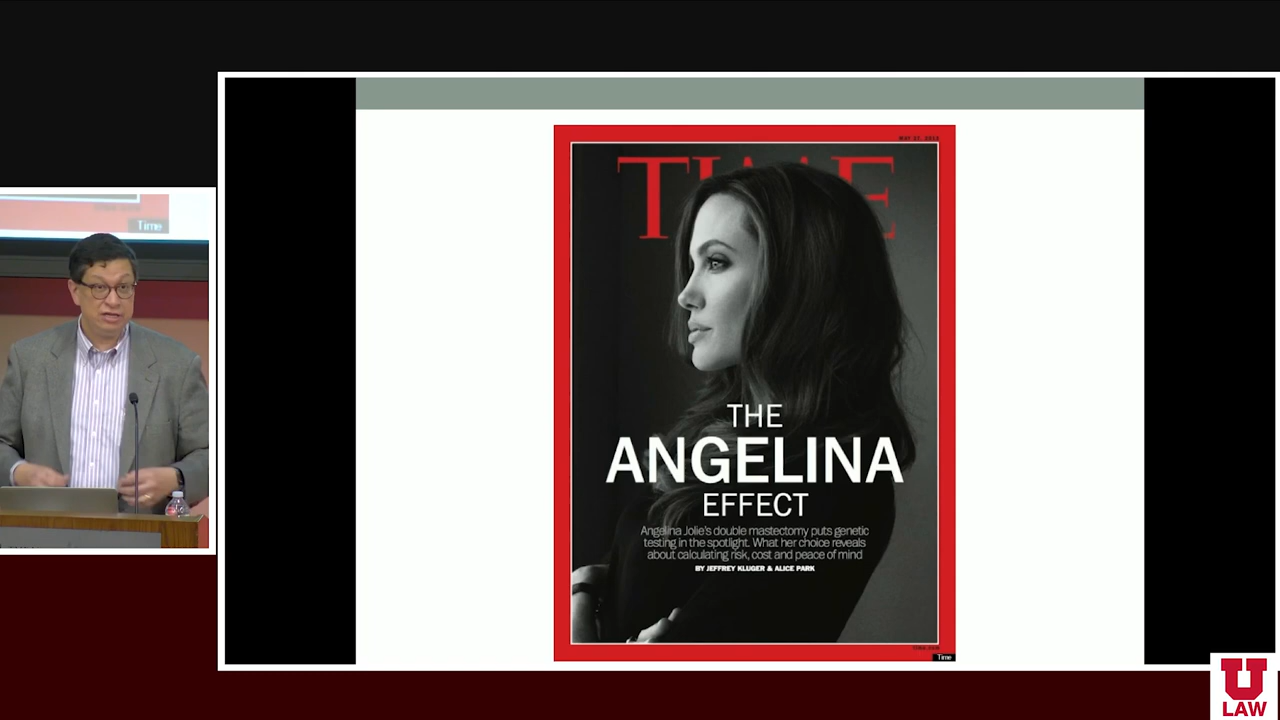 Time
MAY 27, 2013
TIME
THE
ANGELINA
EFFECT
Angelina Jolie's double mastectomy puts genetic
testing in the spotlight. What her choice reveals
about calculating risk, cost and peace of mind
BY JEFFREY KLUGER & ALICE PARK
Time
U
LAW